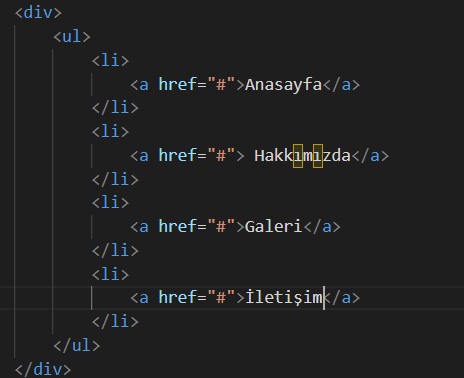 <div>
<ul>
<li>
<a href="#">Anasayfa</a>
</li>
<li>
<a href="#"> Hakkımızda</a>
</li>
<li>
<a href="#">Galeri</a>
</li>
<li>
<a href="#">İletişim</a>
</li>
</ul>
</div>